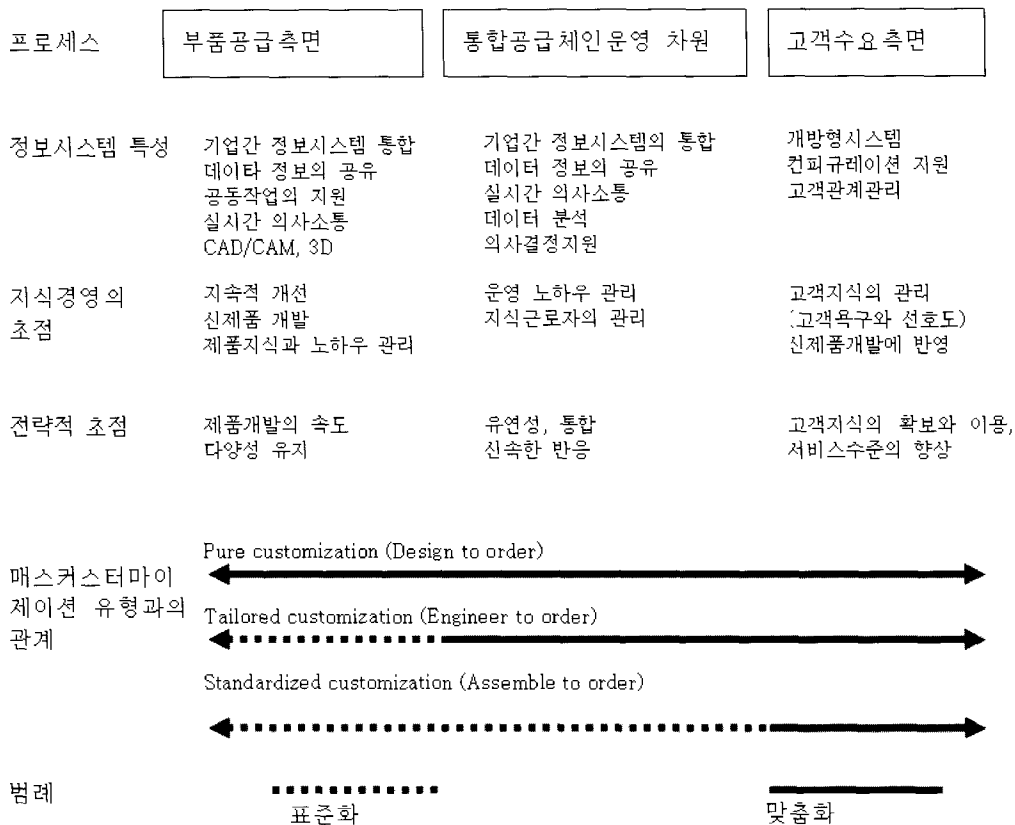 프로세스
부품공급측면
통합공급체인운영 차원
고객수요측면
정보시스템 특성
기업간 정보시스템 통합
데이타 정보의 공유
공동작업의 지원
실시간 의사소통
CAD/CAM, 3D
기업간 정보시스템의 통합
데이터 정보의 공유
실시간 의사소통
데이터 분석
의사결정지원
개방형시스템
컨피규레이션 지원
고객관계관리
지식경영의
초점
지속적 개선
신제품 개발
제품지식과 노하우 관리
운영 노하우 관리
지식근로자의 관리
고객지식의 관리
(고객욕구와 선호도)
신제품개발에 반영
전략적 초점
제품개발의 속도
다양성 유지
유연성, 통합
신속한 반응
고객지식의 확보와 이용,
서비스수준의 향상
매스커스터마이
제이션 유형과의
관계
Pure customization (Design to order)
Tailored customization (Engineer to order)
Standardized customization (Assemble to order)
범례
표준화
맞춤화